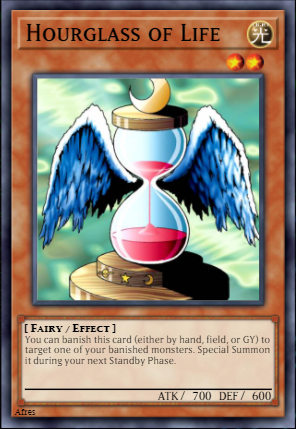 Hourglass of Life
LIGHT
光
[ Fairy / Effect ]
You can banish this card (either by hand, field, or GY) to
target one of your banished monsters. Special Summon
it during your next Standby Phase.
ATK / 700 DEF / 600
Afres